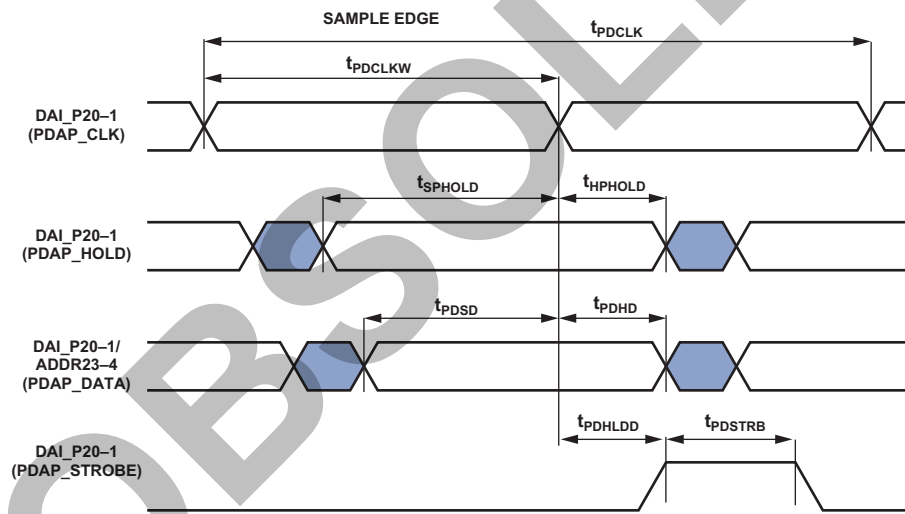 SAMPLE EDGE
tPDCLK
tPDCLKW
DAI_P20–1
(PDAP_CLK)
tSPHOLD
tHPHOLD
DAI_P20–1
(PDAP_HOLD)
tPDSD
tPDHD
DAI_P20–1/
ADDR23–4
(PDAP_DATA)
tPDHLDD
tPDSTRB
DAI_P20–1
(PDAP_STROBE)
OBSOL